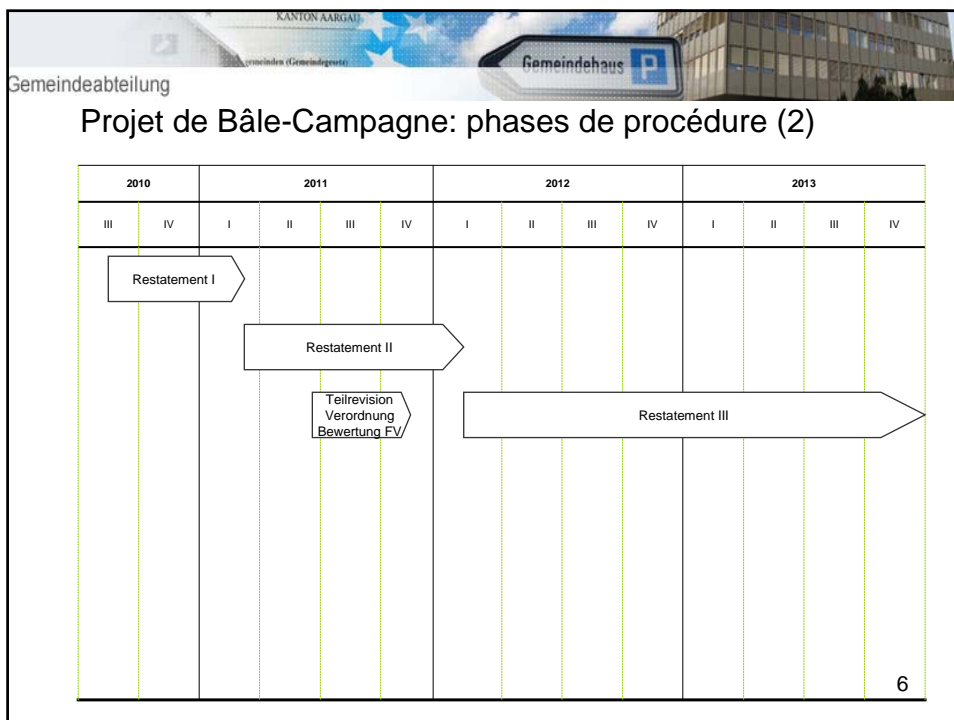 KANTON AARGAU
Gemeindehaus P
Gemeindeabteilung
Projet de Bâle-Campagne: phases de procédure (2)
2010 2011 2012 2013
III IV I II III IV I II III IV I II III IV
Restatement I
Restatement II
Teilrevision
Verordnung
Bewertung FV
Restatement III
6